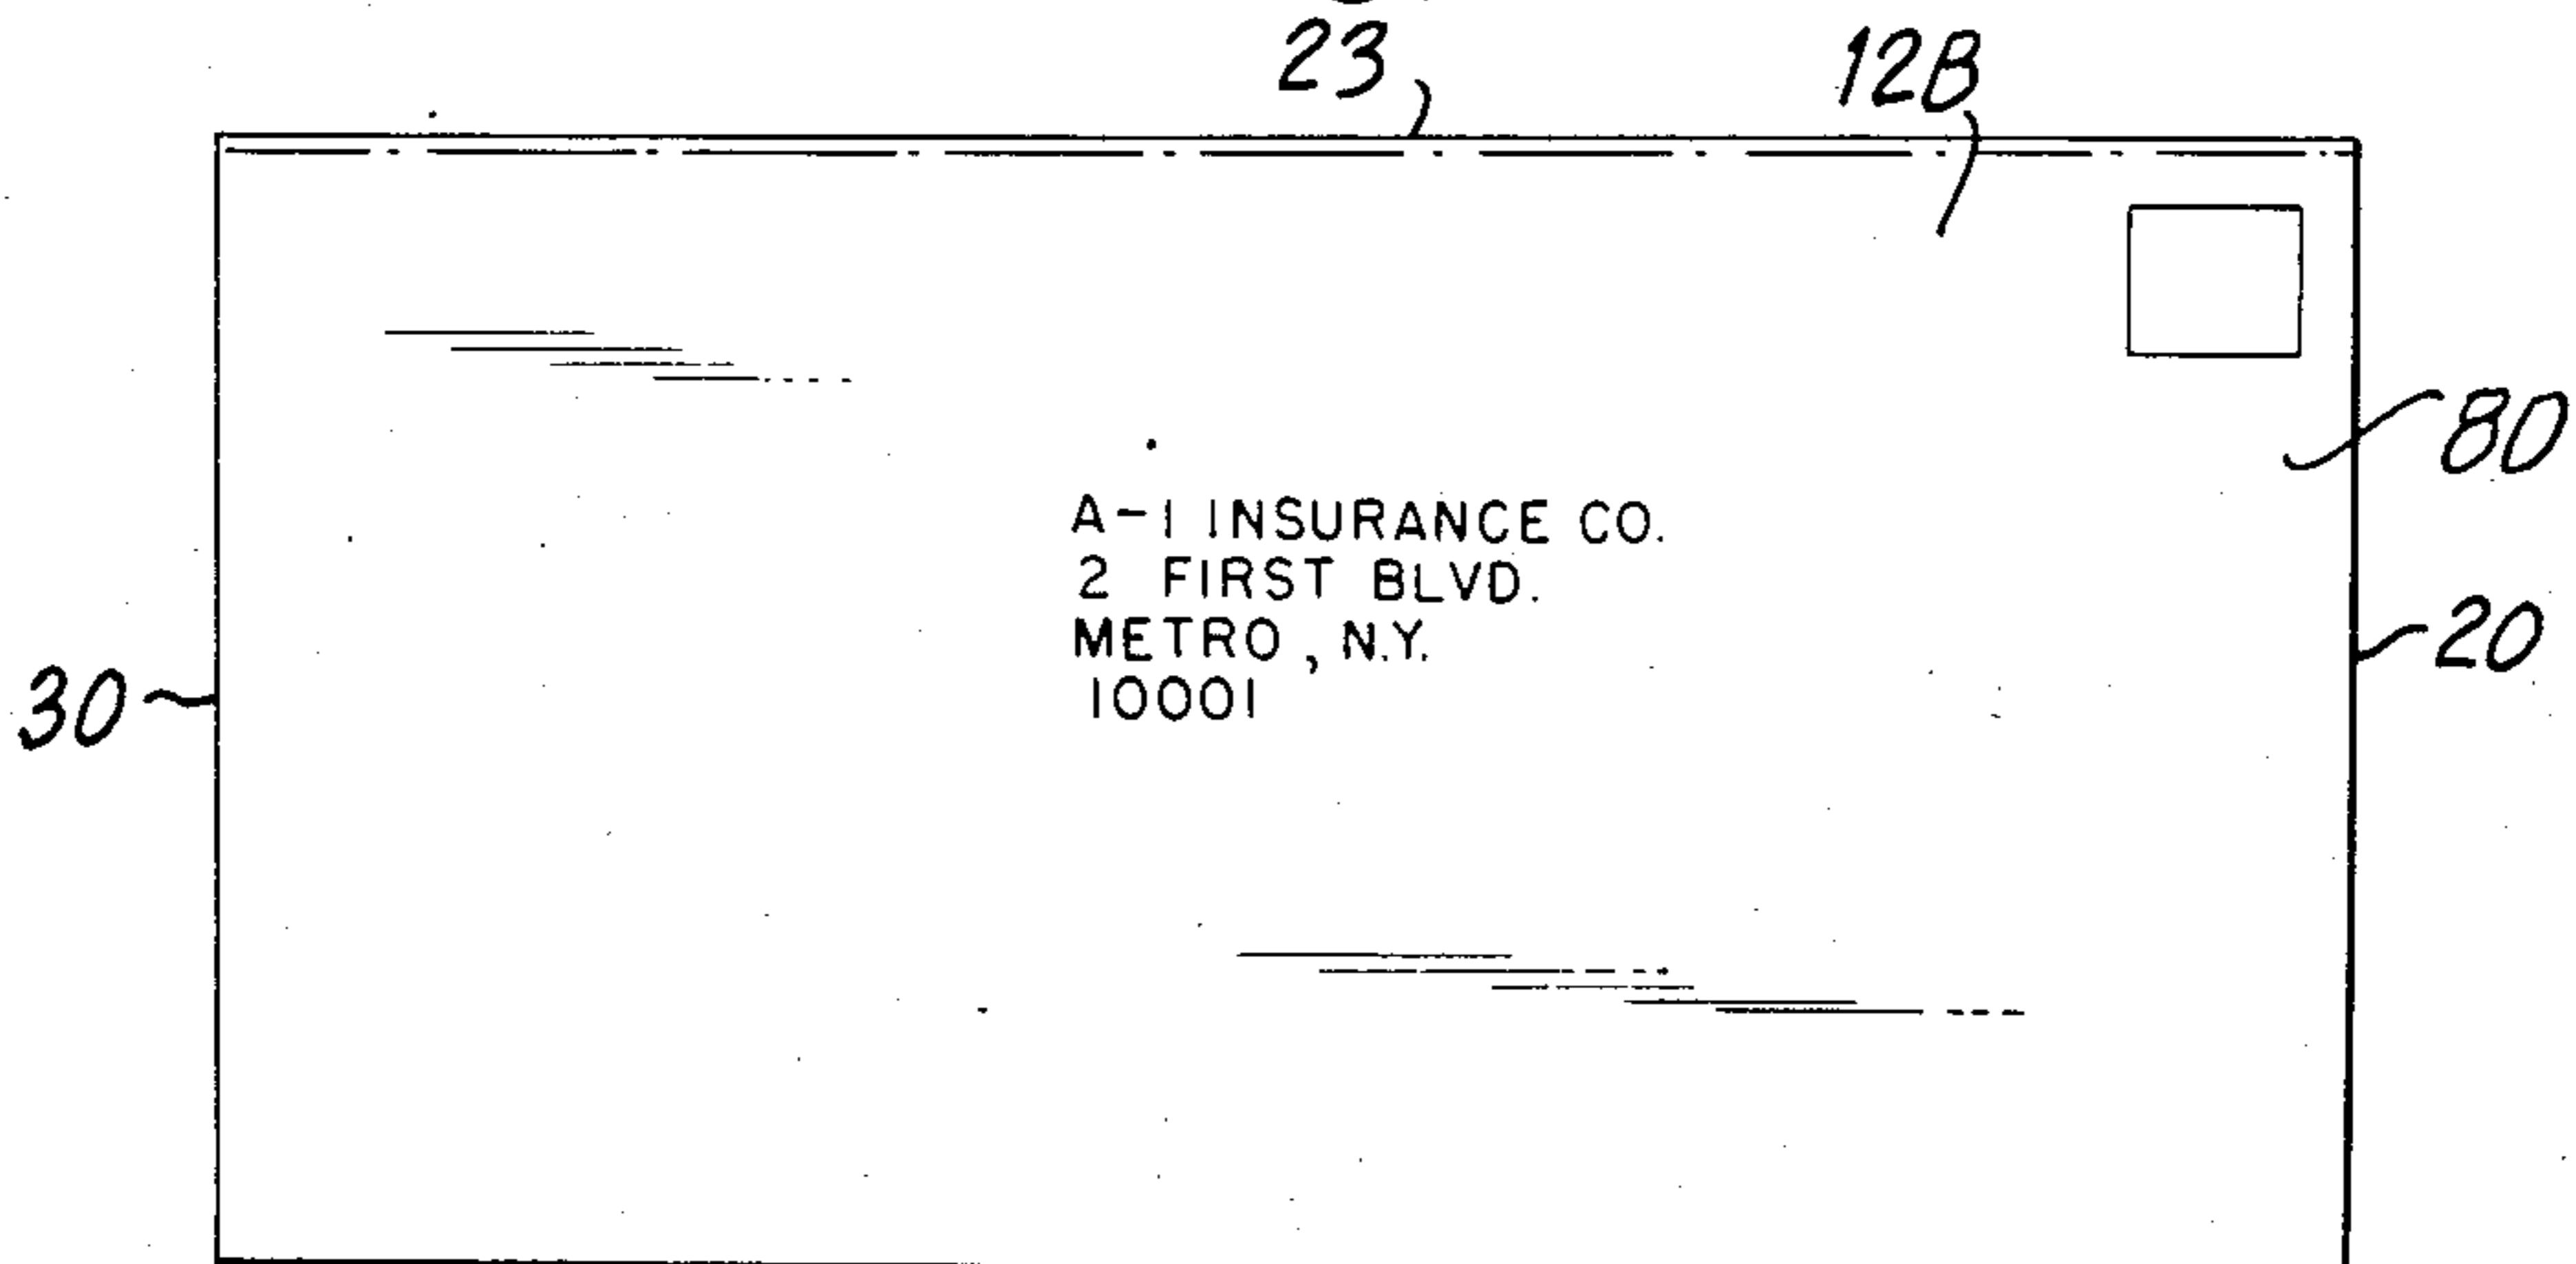 23
12B
80
A-1 INSURANCE CO.
2 FIRST BLVD.
METRO, N.Y.
10001
20
30